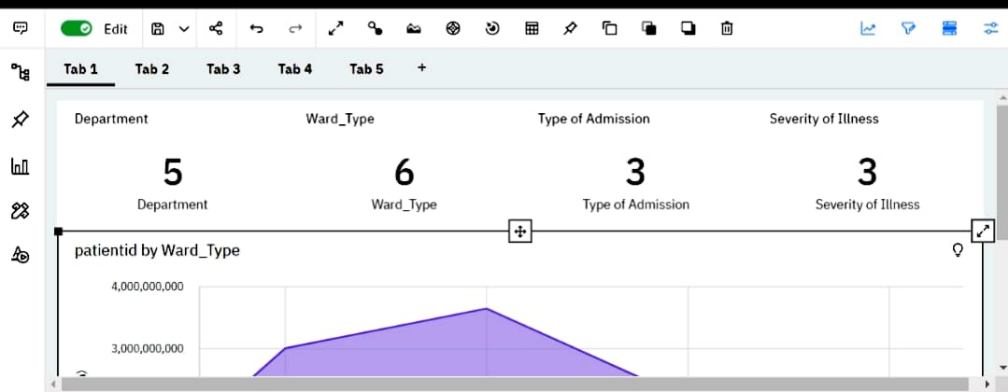 Edit
Tab 1 Tab 2 Tab 3 Tab 4 Tab 5 +
Department Ward_Type Type of Admission Severity of Illness
5 6 3 3
Department Ward_Type Type of Admission Severity of Illness
patientid by Ward_Type
4,000,000,000
3,000,000,000